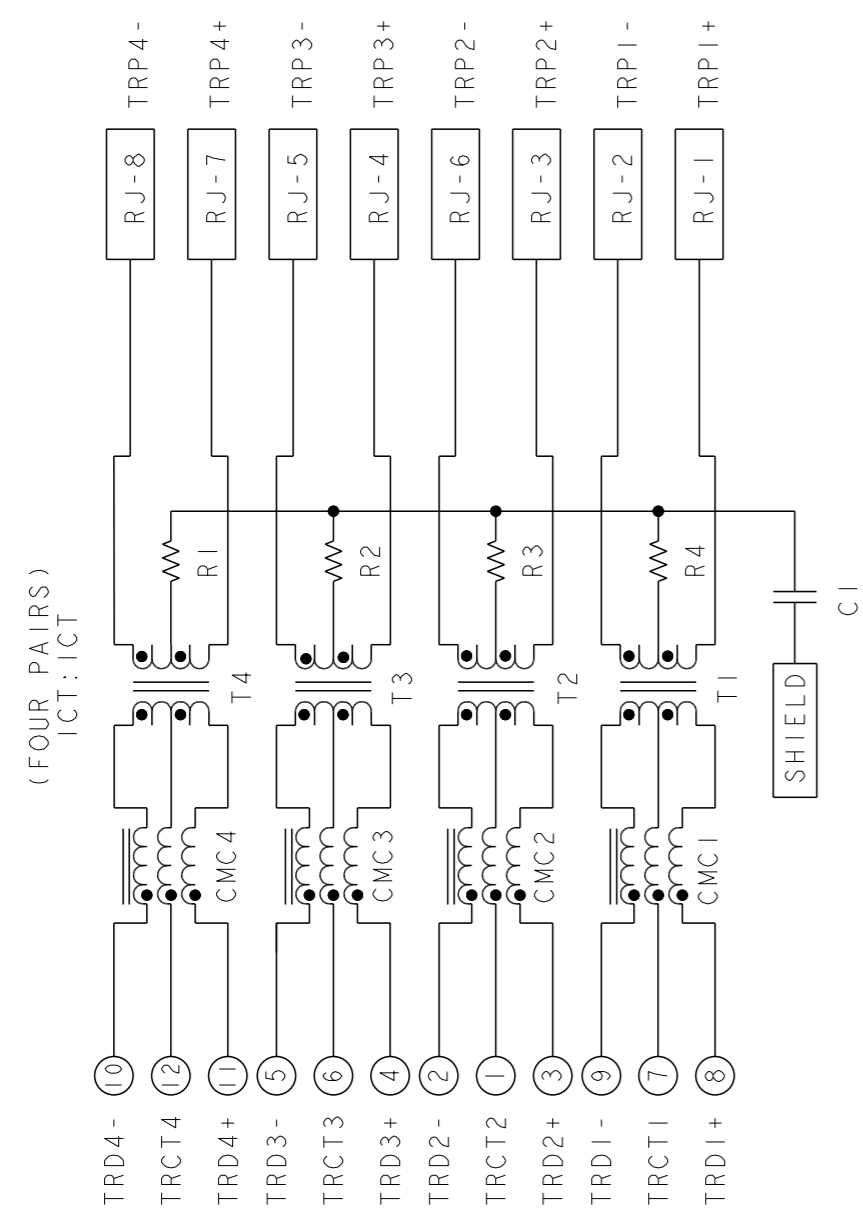 (FOUR PAIRS)
1CT:1CT
TRD4- 10 RJ-8 TRP4-
TRCT4 12
TRD4+ 11 CMC4 T4 R1 RJ-7 TRP4+
TRD3- 5 RJ-5 TRP3-
TRCT3 6
TRD3+ 4 CMC3 T3 R2 RJ-4 TRP3+
TRD2- 2 RJ-6 TRP2-
TRCT2 1
TRD2+ 3 CMC2 T2 R3 RJ-3 TRP2+
TRD1- 9 RJ-2 TRP1-
TRCT1 7
TRD1+ 8 CMC1 T1 R4 RJ-1 TRP1+
SHIELD
C1